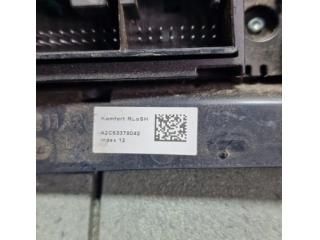 Komfort RLoSH
A2C53379042
Index 12